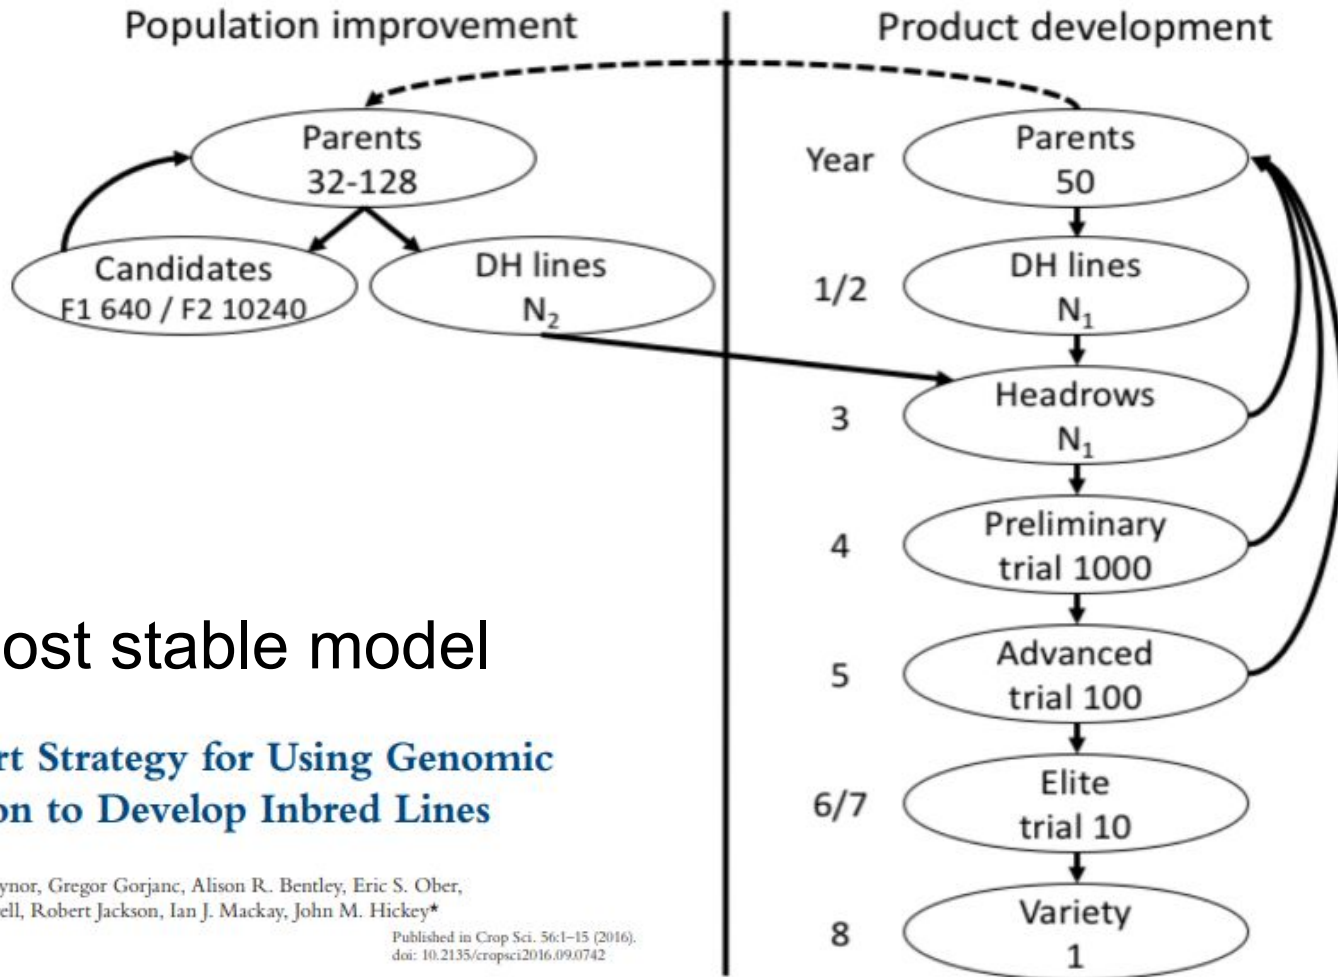 Population improvement
Parents
32-128
Candidates
F1 640 / F2 10240
DH lines
N₂
ost stable model
rt Strategy for Using Genomic
on to Develop Inbred Lines
ynor, Gregor Gorjanc, Alison R. Bentley, Eric S. Ober,
ell, Robert Jackson, Ian J. Mackay, John M. Hickey*
Published in Crop Sci. 56:1–15 (2016).
doi: 10.2135/cropsci2016.09.0742
Product development
Year
Parents
50
1/2
DH lines
N₁
3
Headrows
N₁
4
Preliminary
trial 1000
5
Advanced
trial 100
6/7
Elite
trial 10
8
Variety
1